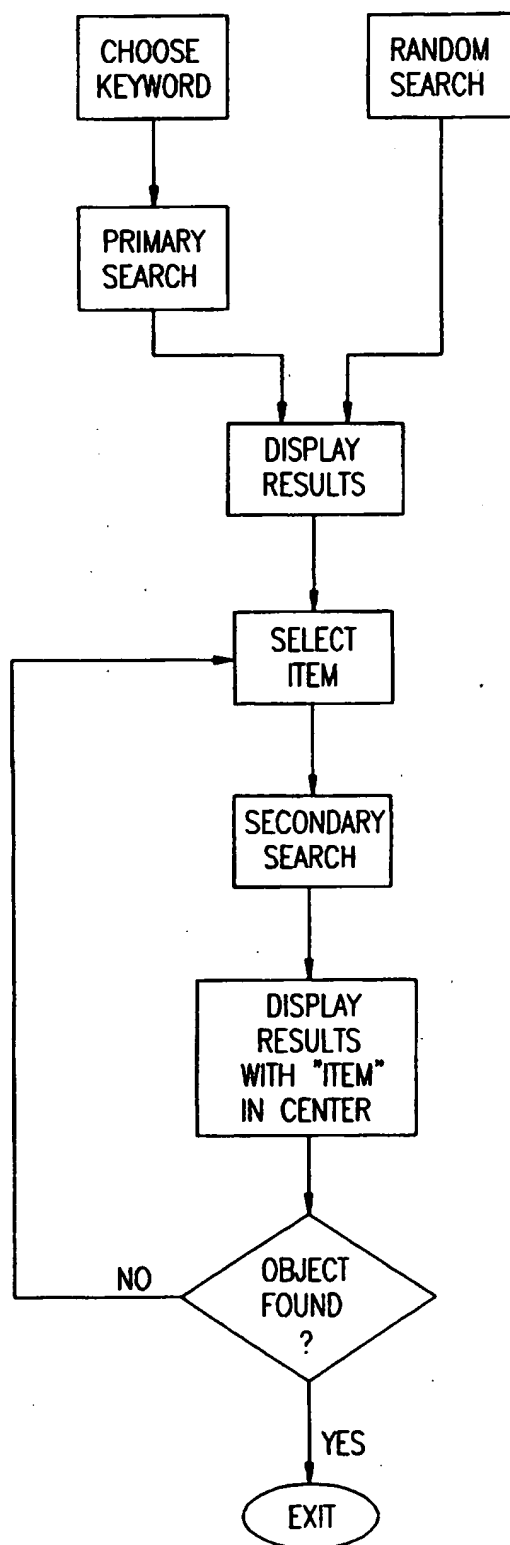 CHOOSE
KEYWORD
RANDOM
SEARCH
PRIMARY
SEARCH
DISPLAY
RESULTS
SELECT
ITEM
SECONDARY
SEARCH
DISPLAY
RESULTS
WITH "ITEM"
IN CENTER
NO
OBJECT
FOUND
?
YES
EXIT